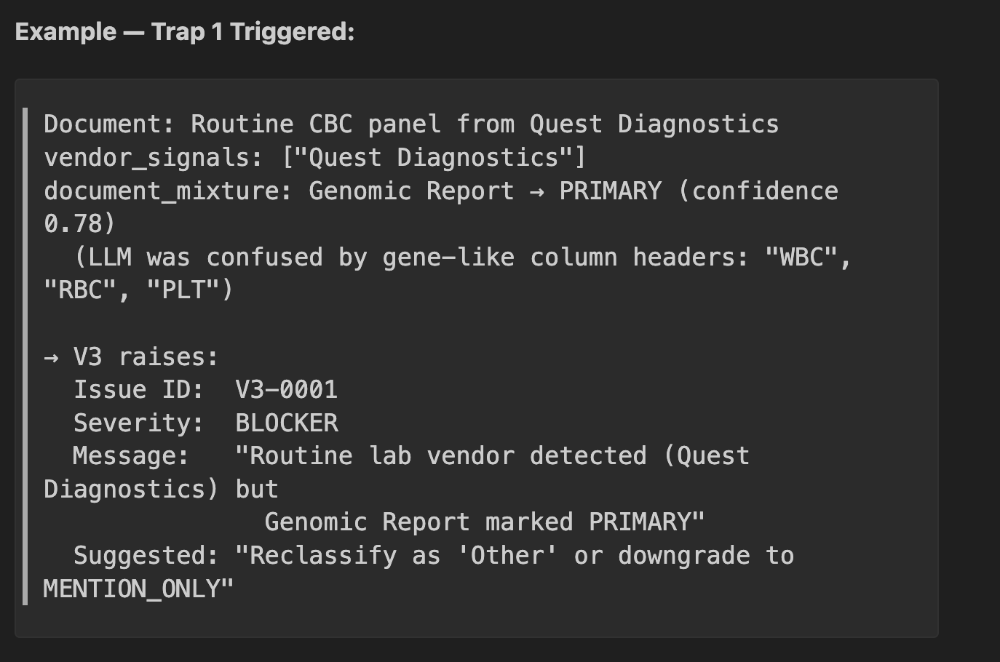 Example — Trap 1 Triggered:
Document: Routine CBC panel from Quest Diagnostics
vendor_signals: ["Quest Diagnostics"]
document_mixture: Genomic Report → PRIMARY (confidence
0.78)
(LLM was confused by gene-like column headers: "WBC",
"RBC", "PLT")
→ V3 raises:
Issue ID: V3-0001
Severity: BLOCKER
Message: "Routine lab vendor detected (Quest
Diagnostics) but
Genomic Report marked PRIMARY"
Suggested: "Reclassify as 'Other' or downgrade to
MENTION_ONLY"